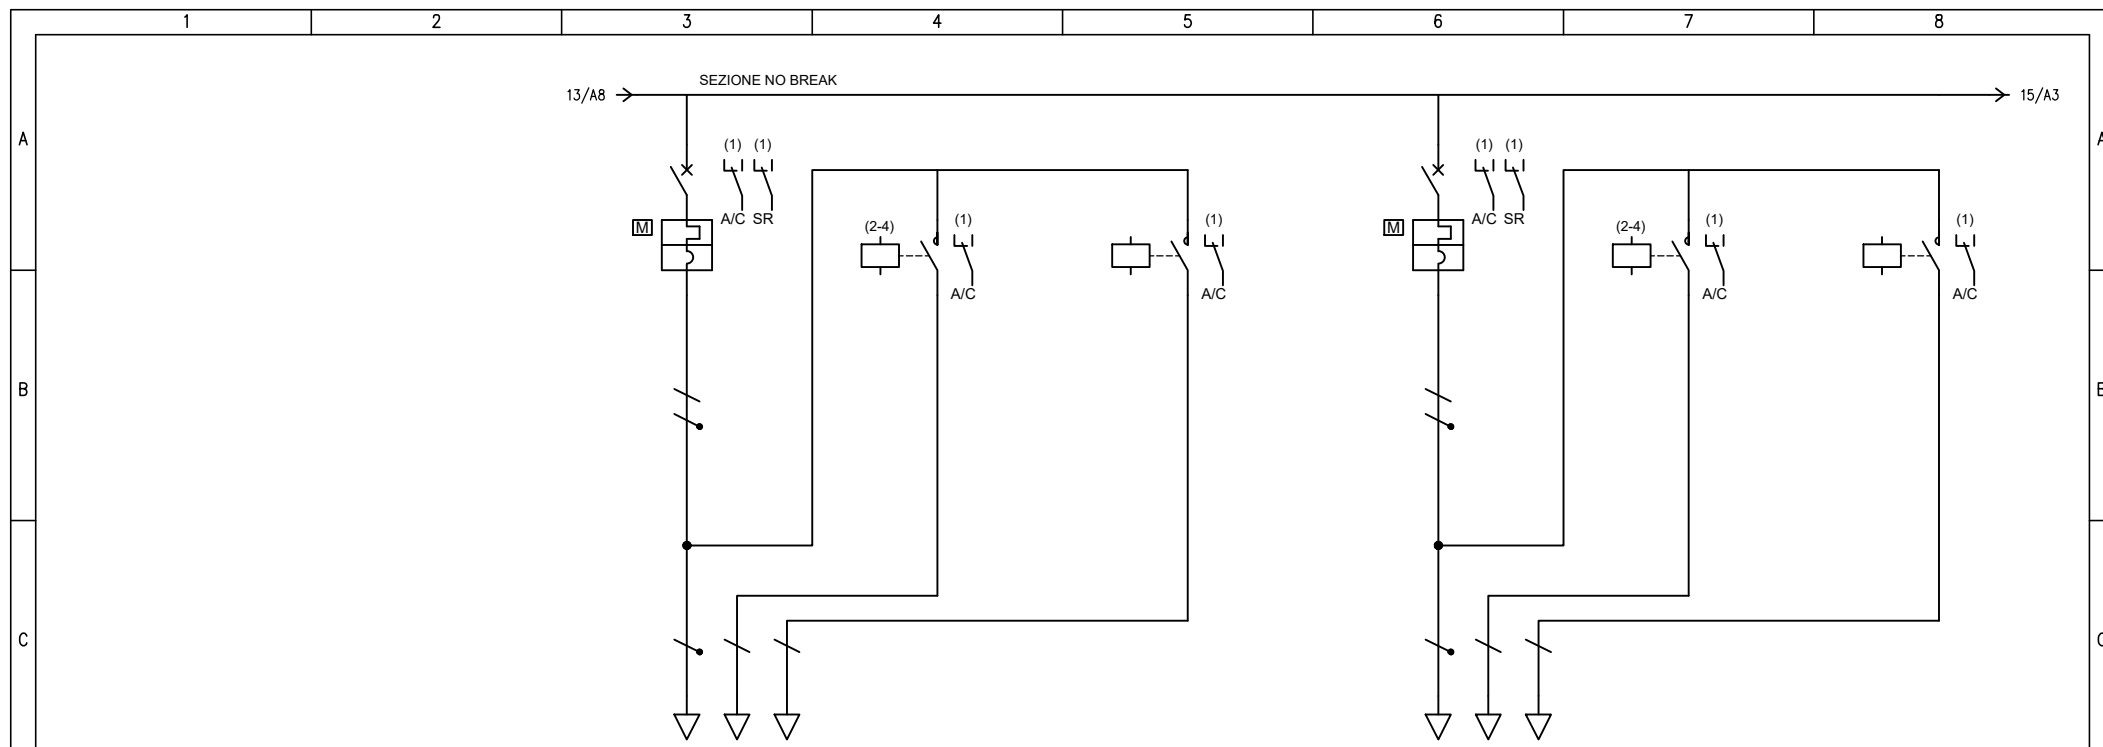 1 2 3 4 5 6 7 8
SEZIONE NO BREAK
13/A8 15/A3
A A
(1) (1) (1) (1)
A/C SR A/C SR
M (2-4) (1) (1) M (2-4) (1) (1)
A/C A/C A/C A/C
B B
C C